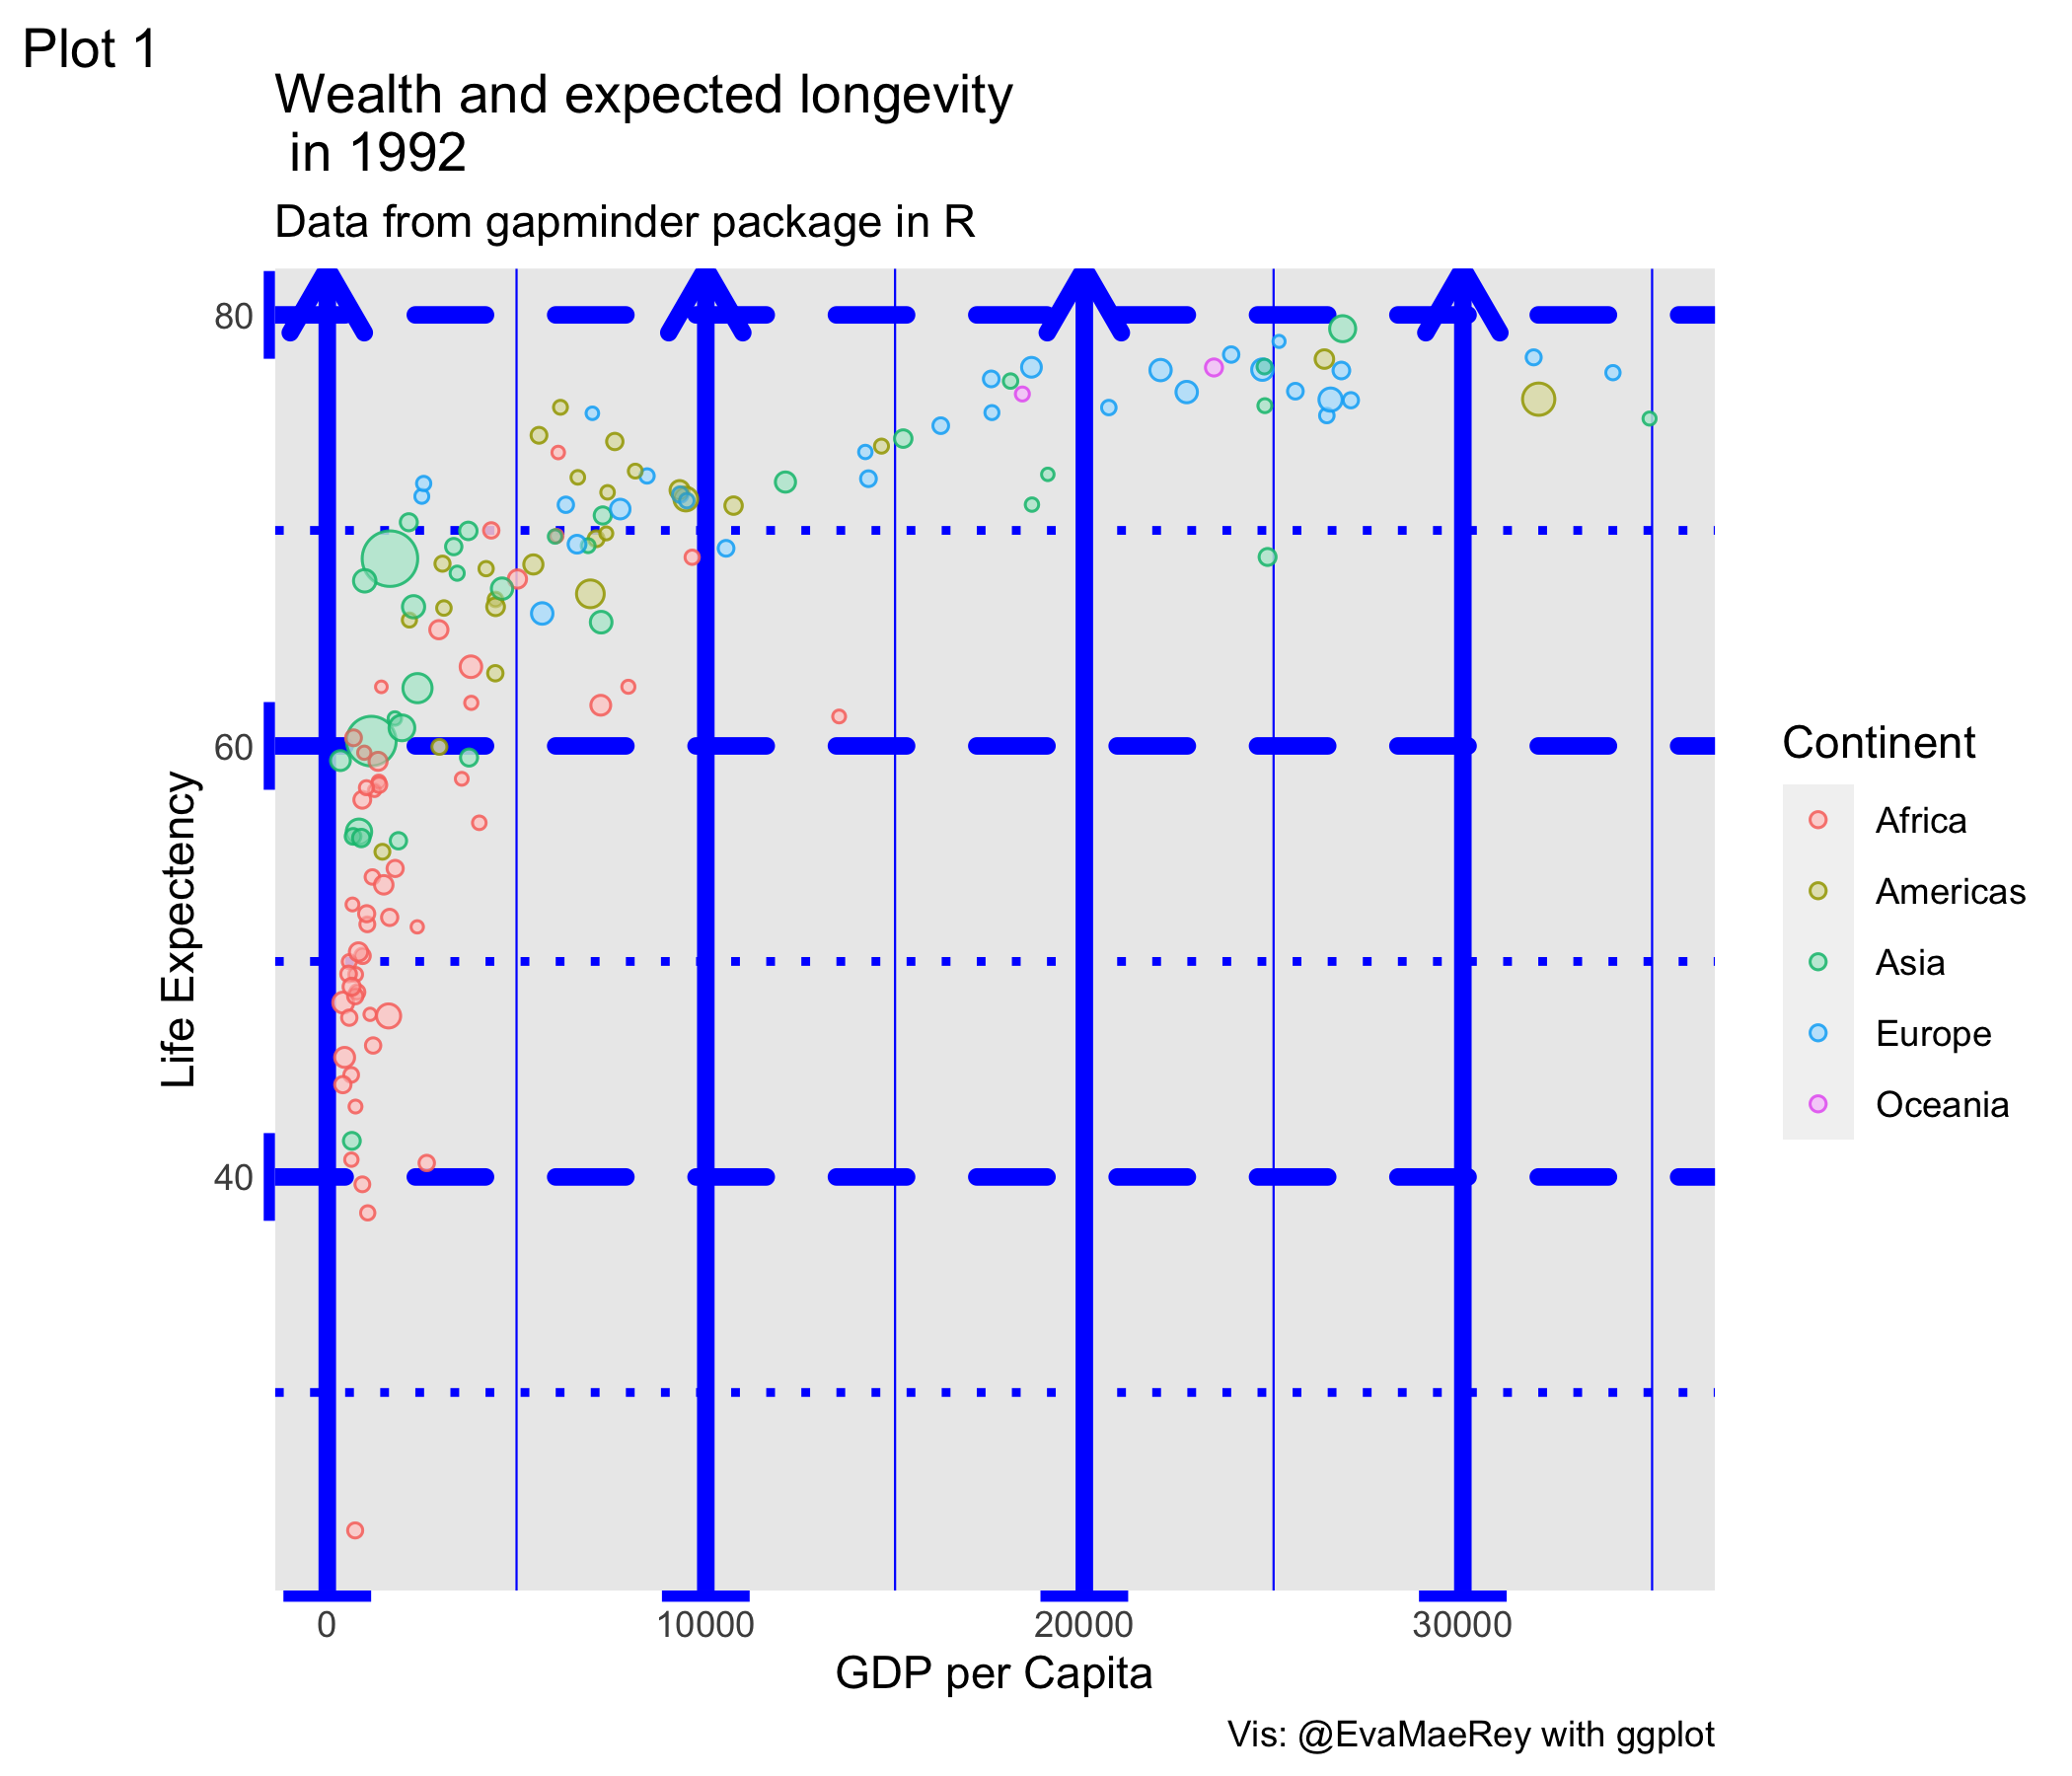 Plot 1
Wealth and expected longevity
in 1992
Data from gapminder package in R
80
60
40
Life Expectency
0
10000
20000
30000
GDP per Capita
Continent
Africa
Americas
Asia
Europe
Oceania
Vis: @EvaMaeRey with ggplot